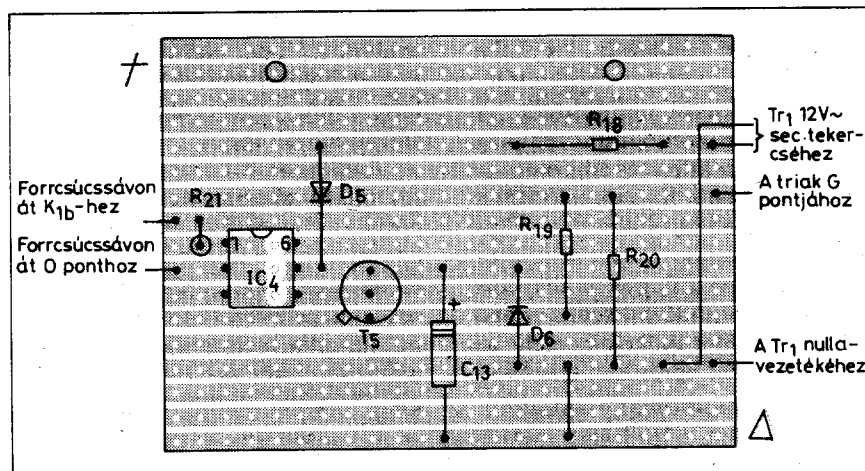 Tr1 12V~
sec. teker-
cséhez
R18
D5
A triak G
pontjához
Forrcsúcssávon
át K1b-hez
R21
R19
1 6
Forrcsúcssávon
át O ponthoz
IC4
R20
T5
+
D6
A Tr1 nulla-
vezetékéhez
C13